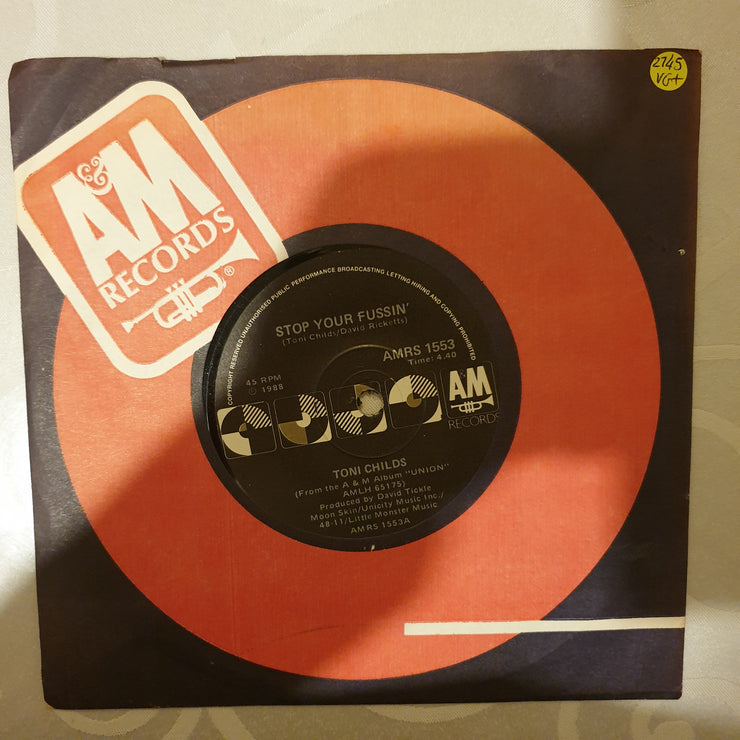 2745
VG+
A&M
RECORDS
®
COPYRIGHT RESERVED UNAUTHORISED PUBLIC PERFORMANCE BROADCASTING LETTING HIRING AND COPYING PROHIBITED
STOP YOUR FUSSIN'
(Toni Childs/David Ricketts)
AMRS 1553
Time: 4.40
45 RPM
℗ 1988
A&M
RECORDS
TONI CHILDS
(From the A & M Album "UNION"
AMLH 65175)
Produced by David Tickle
Moon Skin/Unicity Music Inc./
48·11/Little Monster Music
AMRS 1553A